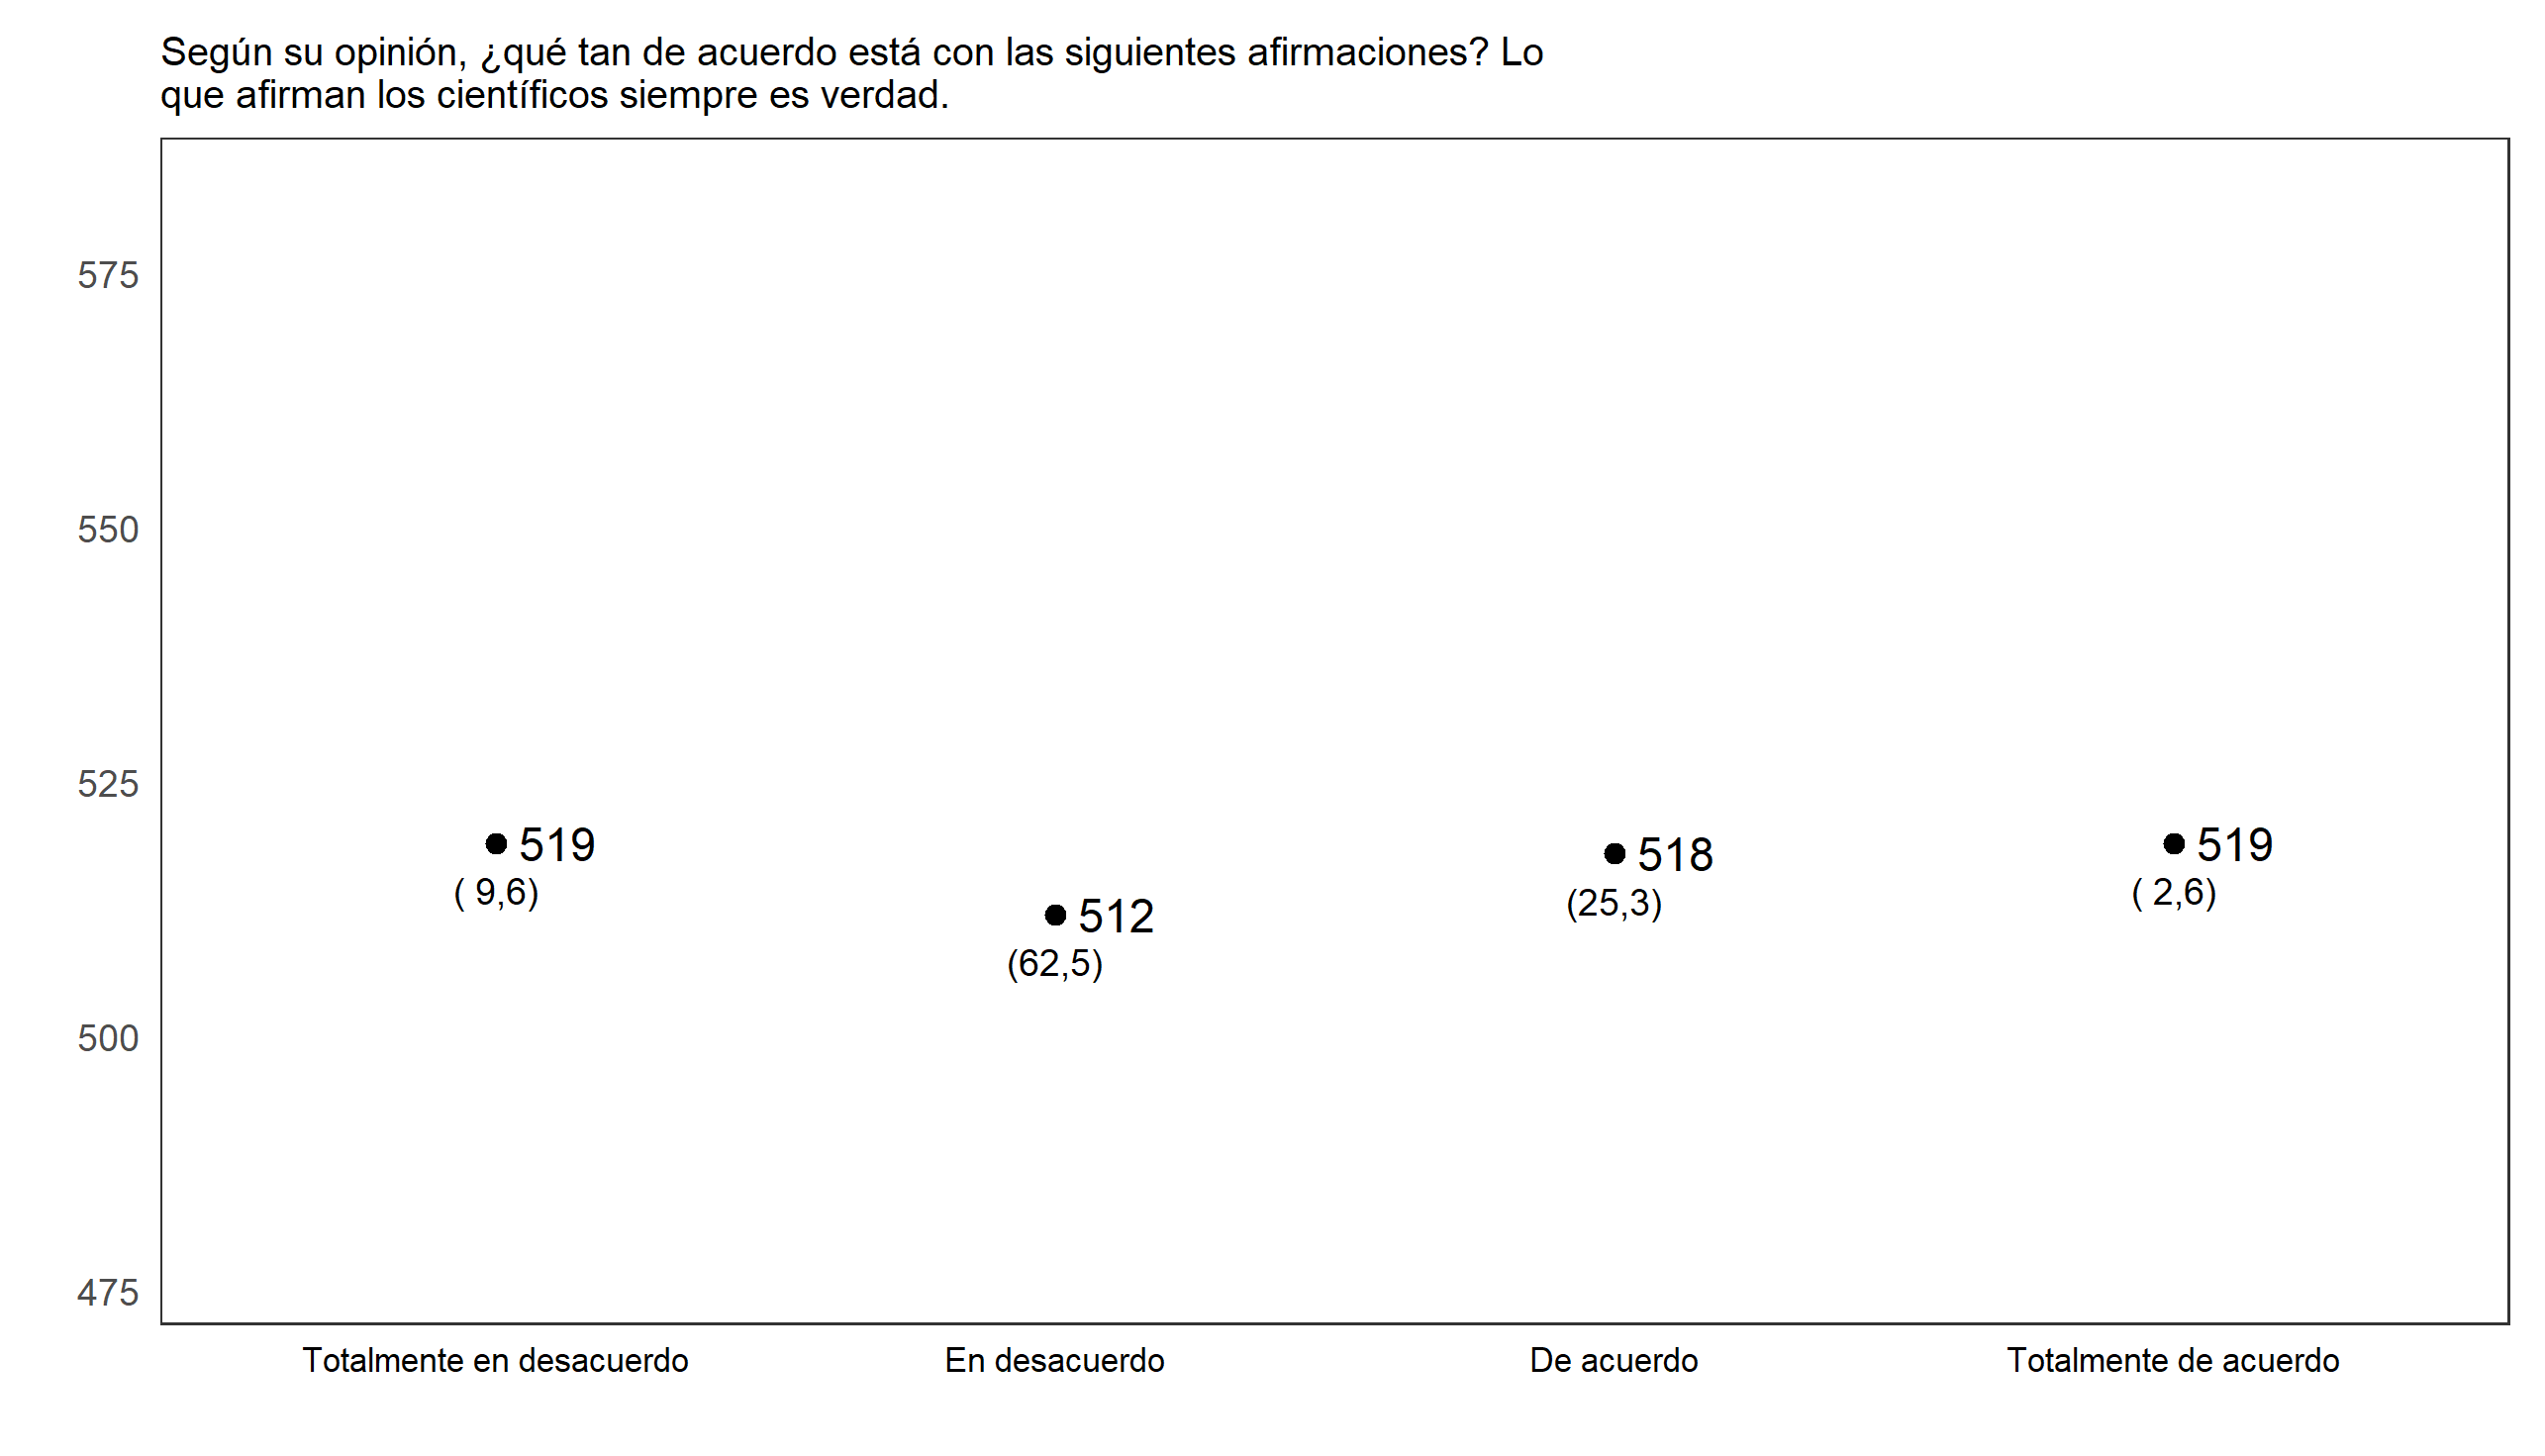 Según su opinión, ¿qué tan de acuerdo está con las siguientes afirmaciones? Lo
que afirman los científicos siempre es verdad.
575
550
525
500
475
519
( 9,6)
512
(62,5)
518
(25,3)
519
( 2,6)
Totalmente en desacuerdo
En desacuerdo
De acuerdo
Totalmente de acuerdo